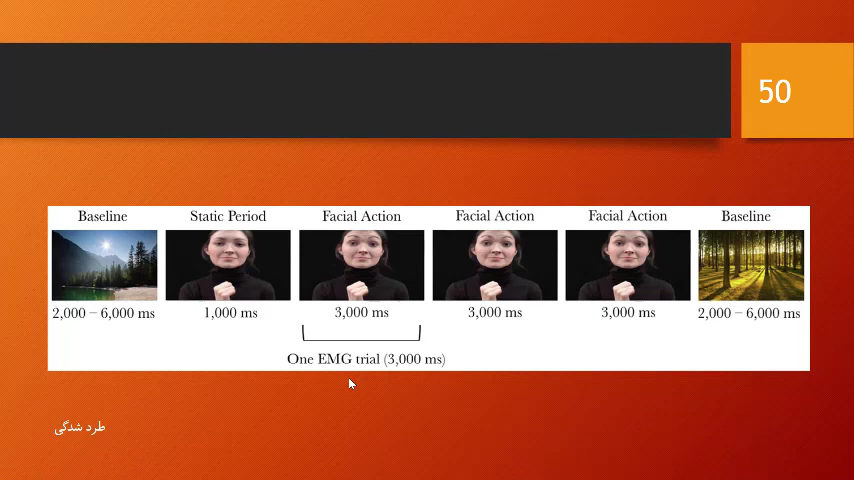 50
Baseline Static Period Facial Action Facial Action Facial Action Baseline
2,000 – 6,000 ms 1,000 ms 3,000 ms 3,000 ms 3,000 ms 2,000 – 6,000 ms
One EMG trial (3,000 ms)
طرد شدگی